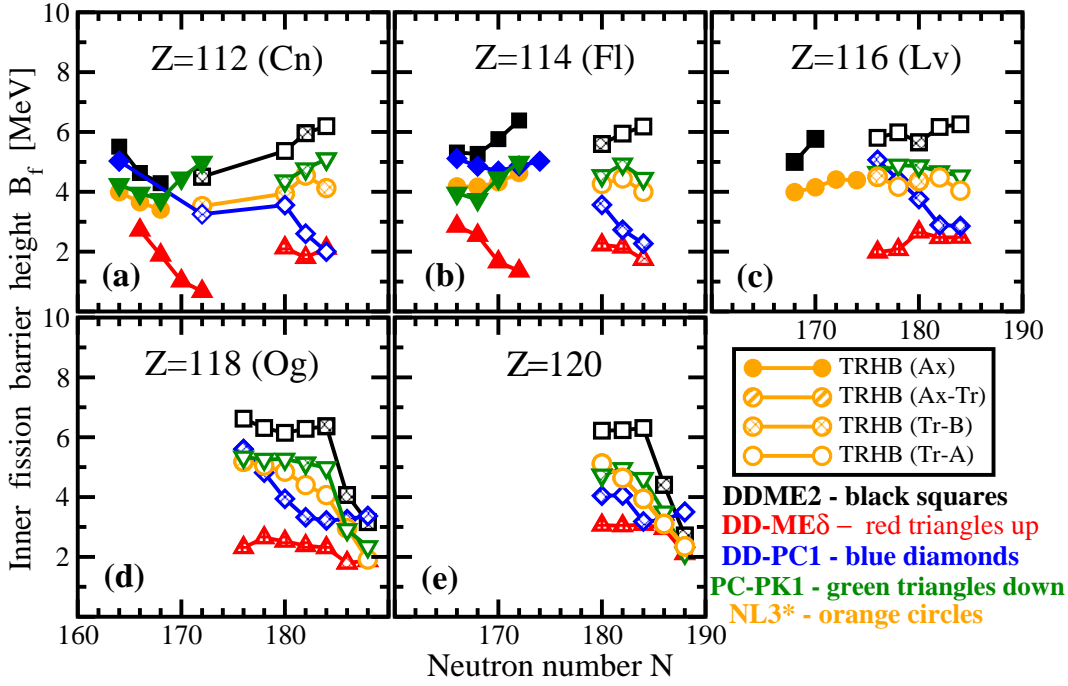 10
8
6
4
2
Z=112 (Cn)
(a)
Z=114 (Fl)
(b)
Z=116 (Lv)
(c)
170 180 190
Inner fission barrier height B_f [MeV]
10
8
6
4
2
Z=118 (Og)
(d)
160 170 180
Z=120
(e)
170 180 190
Neutron number N
TRHB (Ax)
TRHB (Ax-Tr)
TRHB (Tr-B)
TRHB (Tr-A)
DDME2 - black squares
DD-MEδ – red triangles up
DD-PC1 - blue diamonds
PC-PK1 - green triangles down
NL3* - orange circles